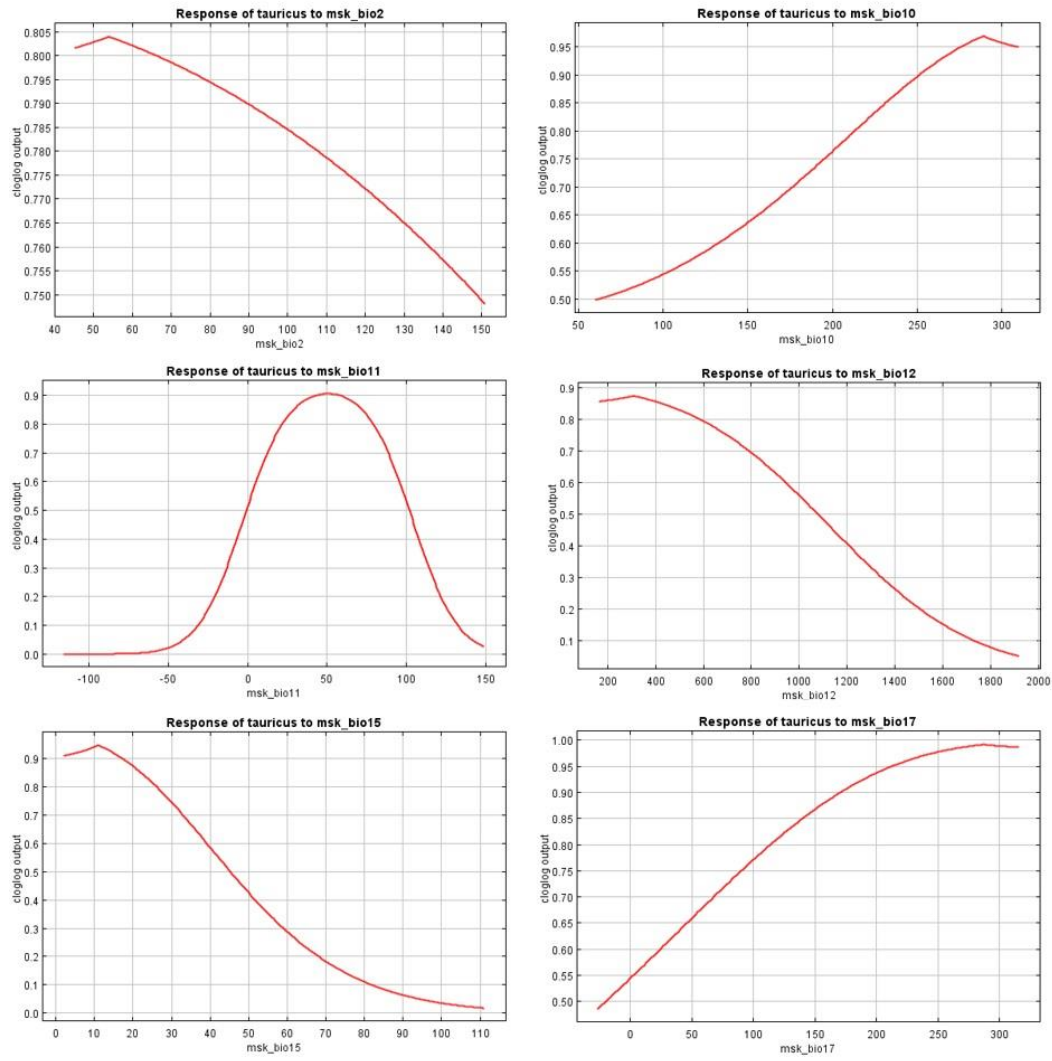 Response of tauricus to msk_bio2
cloglog output
0.805
0.800
0.795
0.790
0.785
0.780
0.775
0.770
0.765
0.760
0.755
0.750
40 50 60 70 80 90 100 110 120 130 140 150
msk_bio2
Response of tauricus to msk_bio10
cloglog output
0.95
0.90
0.85
0.80
0.75
0.70
0.65
0.60
0.55
0.50
50 100 150 200 250 300
msk_bio10
Response of tauricus to msk_bio11
cloglog output
0.9
0.8
0.7
0.6
0.5
0.4
0.3
0.2
0.1
0.0
-100 -50 0 50 100 150
msk_bio11
Response of tauricus to msk_bio12
cloglog output
0.9
0.8
0.7
0.6
0.5
0.4
0.3
0.2
0.1
200 400 600 800 1000 1200 1400 1600 1800 2000
msk_bio12
Response of tauricus to msk_bio15
cloglog output
0.9
0.8
0.7
0.6
0.5
0.4
0.3
0.2
0.1
0.0
0 10 20 30 40 50 60 70 80 90 100 110
msk_bio15
Response of tauricus to msk_bio17
cloglog output
1.00
0.95
0.90
0.85
0.80
0.75
0.70
0.65
0.60
0.55
0.50
0 50 100 150 200 250 300
msk_bio17